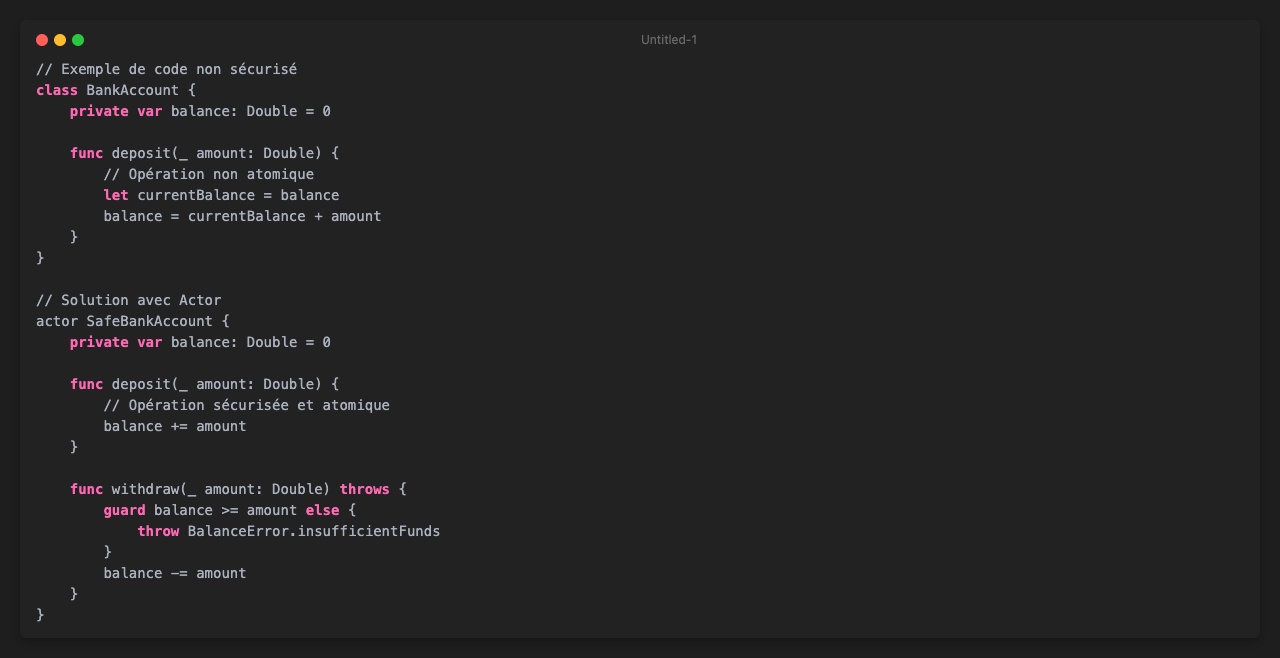 Untitled-1
// Exemple de code non sécurisé
class BankAccount {
    private var balance: Double = 0

    func deposit(_ amount: Double) {
        // Opération non atomique
        let currentBalance = balance
        balance = currentBalance + amount
    }
}

// Solution avec Actor
actor SafeBankAccount {
    private var balance: Double = 0

    func deposit(_ amount: Double) {
        // Opération sécurisée et atomique
        balance += amount
    }

    func withdraw(_ amount: Double) throws {
        guard balance >= amount else {
            throw BalanceError.insufficientFunds
        }
        balance -= amount
    }
}